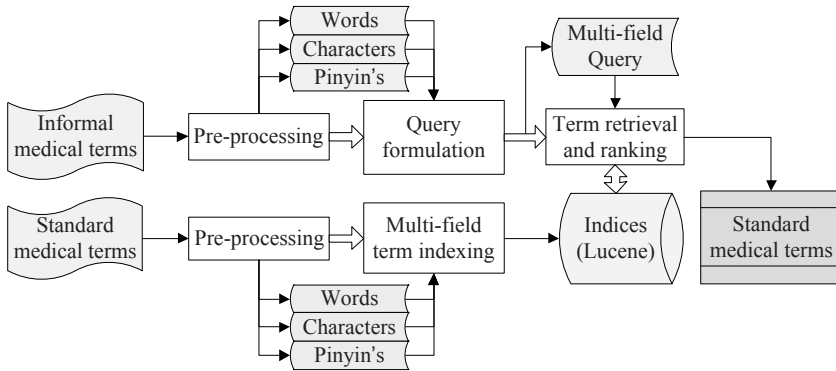 Words
Characters
Pinyin's
Multi-field
Query
Informal
medical terms
Pre-processing
Query
formulation
Term retrieval
and ranking
Standard
medical terms
Pre-processing
Multi-field
term indexing
Indices
(Lucene)
Standard
medical terms
Words
Characters
Pinyin's